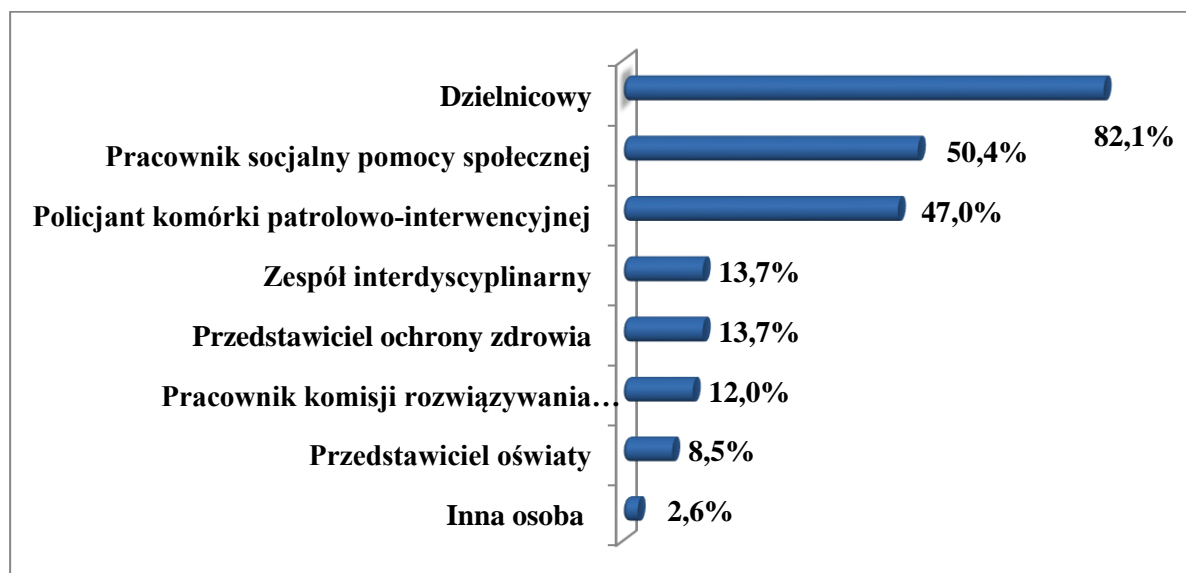 Dzielnicowy 82,1%
Pracownik socjalny pomocy społecznej 50,4%
Policjant komórki patrolowo-interwencyjnej 47,0%
Zespół interdyscyplinarny 13,7%
Przedstawiciel ochrony zdrowia 13,7%
Pracownik komisji rozwiązywania… 12,0%
Przedstawiciel oświaty 8,5%
Inna osoba 2,6%